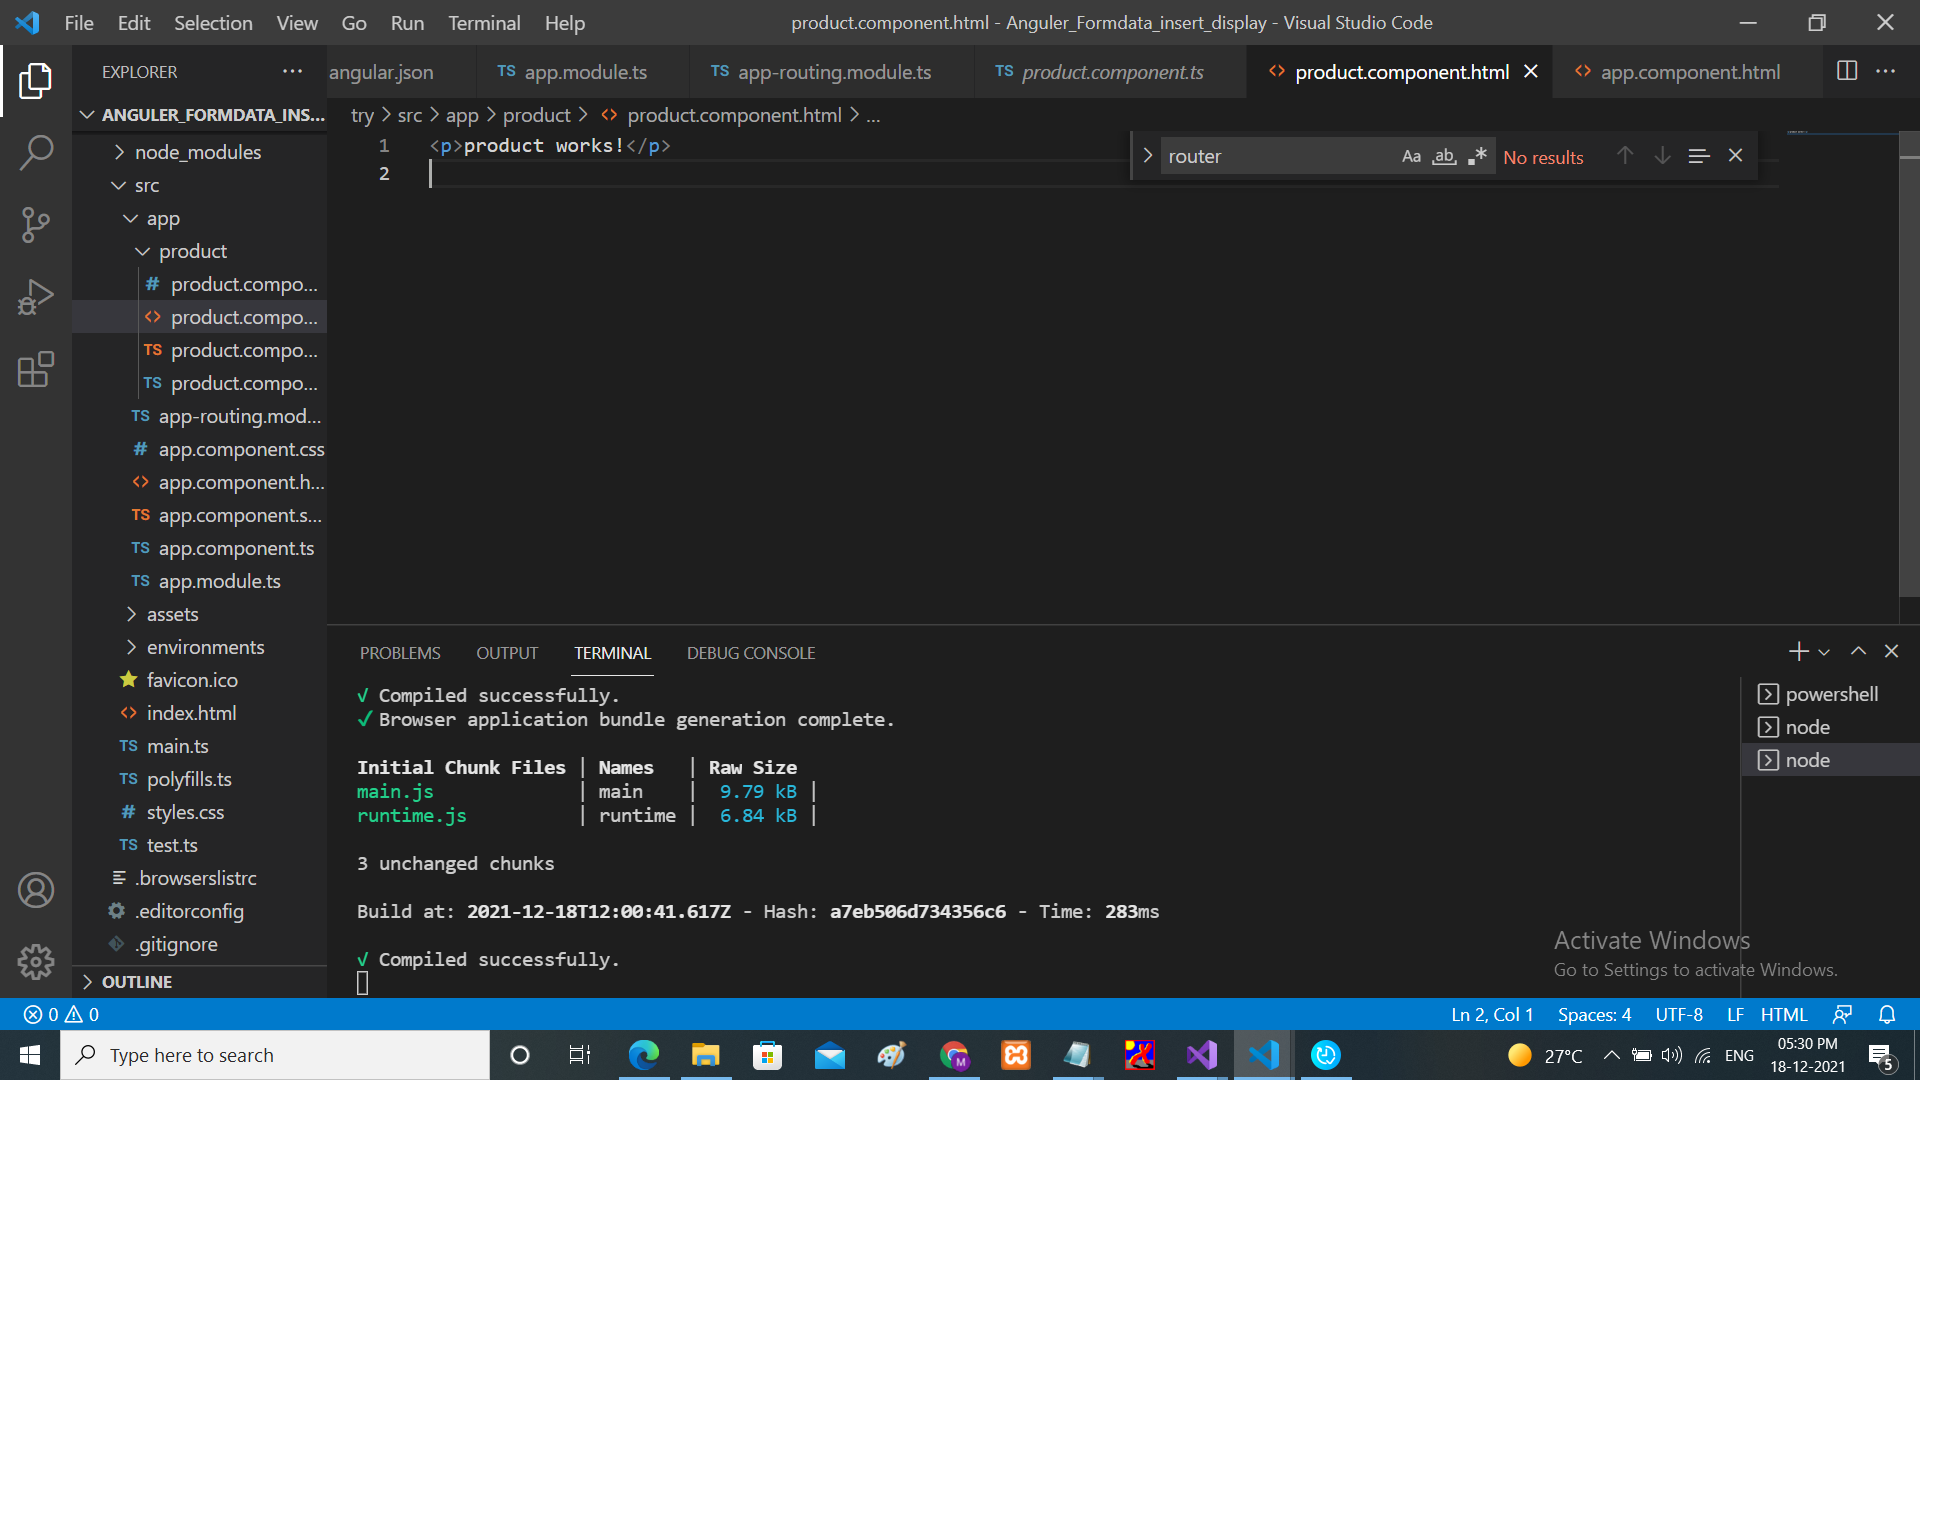 File Edit Selection View Go Run Terminal Help product.component.html - Anguler_Formdata_insert_display - Visual Studio Code
EXPLORER ...
angular.json TS app.module.ts TS app-routing.module.ts TS product.component.ts <> product.component.html <> app.component.html ...
ANGULER_FORMDATA_INS...
try > src > app > product > <> product.component.html > ...
node_modules
src
app
product
# product.compo...
<> product.compo...
TS product.compo...
TS product.compo...
TS app-routing.mod...
# app.component.css
<> app.component.h...
TS app.component.s...
TS app.component.ts
TS app.module.ts
assets
environments
favicon.ico
<> index.html
TS main.ts
TS polyfills.ts
# styles.css
TS test.ts
.browserslistrc
.editorconfig
.gitignore
OUTLINE
1 <p>product works!</p>
2
router Aa ab, .* No results
PROBLEMS OUTPUT TERMINAL DEBUG CONSOLE
√ Compiled successfully.
✓ Browser application bundle generation complete.
Initial Chunk Files | Names | Raw Size
main.js | main | 9.79 kB |
runtime.js | runtime | 6.84 kB |
3 unchanged chunks
Build at: 2021-12-18T12:00:41.617Z - Hash: a7eb506d734356c6 - Time: 283ms
√ Compiled successfully.
powershell
node
node
Activate Windows
Go to Settings to activate Windows.
0 0 Ln 2, Col 1 Spaces: 4 UTF-8 LF HTML
Type here to search M 27°C ENG 05:30 PM
18-12-2021
5